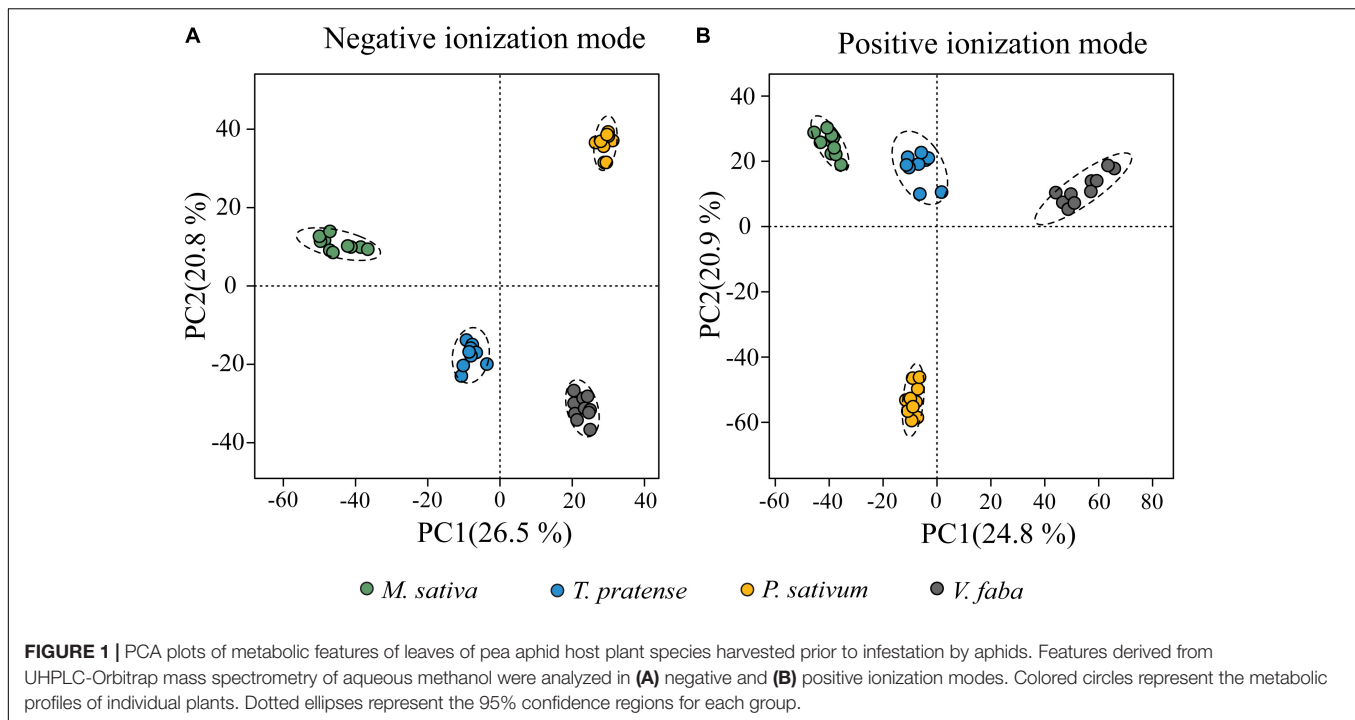 A
Negative ionization mode
PC2(20.8 %)
40
20
0
-20
-40
-60
-40
-20
0
20
40
PC1(26.5 %)
B
Positive ionization mode
PC2(20.9 %)
40
20
0
-20
-40
-60
-60
-40
-20
0
20
40
60
80
PC1(24.8 %)
M. sativa
T. pratense
P. sativum
V. faba
FIGURE 1 | PCA plots of metabolic features of leaves of pea aphid host plant species harvested prior to infestation by aphids. Features derived from
UHPLC-Orbitrap mass spectrometry of aqueous methanol were analyzed in (A) negative and (B) positive ionization modes. Colored circles represent the metabolic
profiles of individual plants. Dotted ellipses represent the 95% confidence regions for each group.